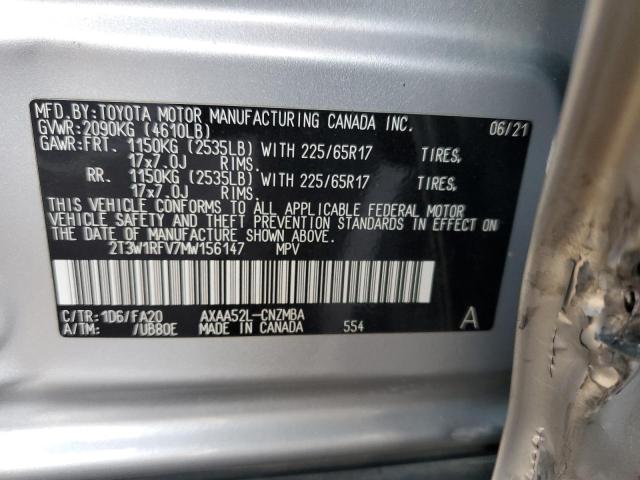 MFD.BY:TOYOTA MOTOR MANUFACTURING CANADA INC. 06/21
GVWR:2090KG (4610LB)
GAWR:FRT. 1150KG (2535LB) WITH 225/65R17 TIRES,
17x7.0J RIMS.
RR. 1150KG (2535LB) WITH 225/65R17 TIRES,
17x7.0J RIMS.
THIS VEHICLE CONFORMS TO ALL APPLICABLE FEDERAL MOTOR
VEHICLE SAFETY AND THEFT PREVENTION STANDARDS IN EFFECT ON
THE DATE OF MANUFACTURE SHOWN ABOVE.
2T3W1RFV7MW156147 MPV
C/TR:1D6/FA20 AXAA52L-CNZMBA
A/TM: /UB80E MADE IN CANADA 554 A